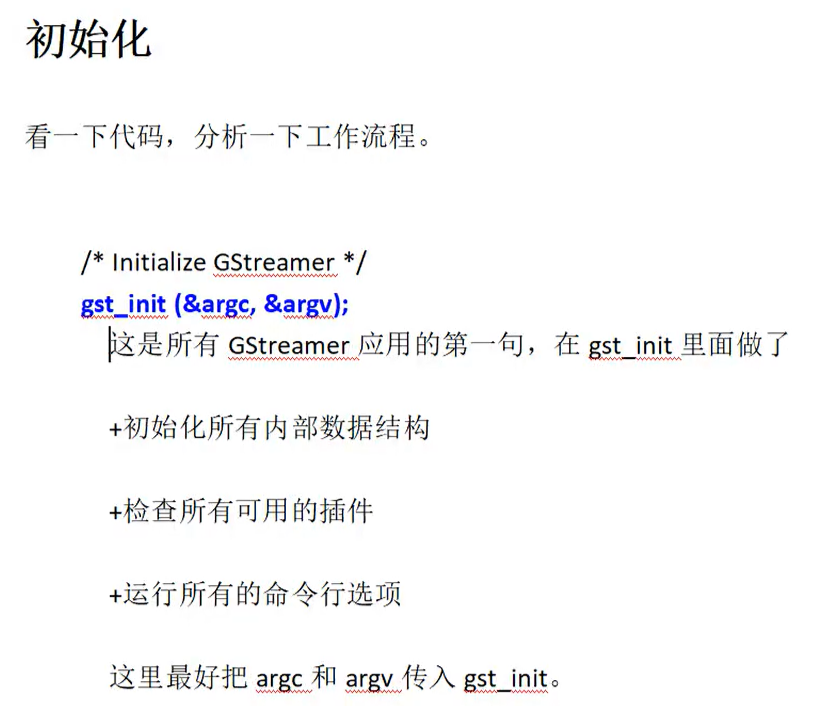 初始化
看一下代码，分析一下工作流程。
/* Initialize GStreamer */
gst_init (&argc, &argv);
这是所有 GStreamer 应用的第一句，在 gst_init 里面做了
+初始化所有内部数据结构
+检查所有可用的插件
+运行所有的命令行选项
这里最好把 argc 和 argv 传入 gst_init。